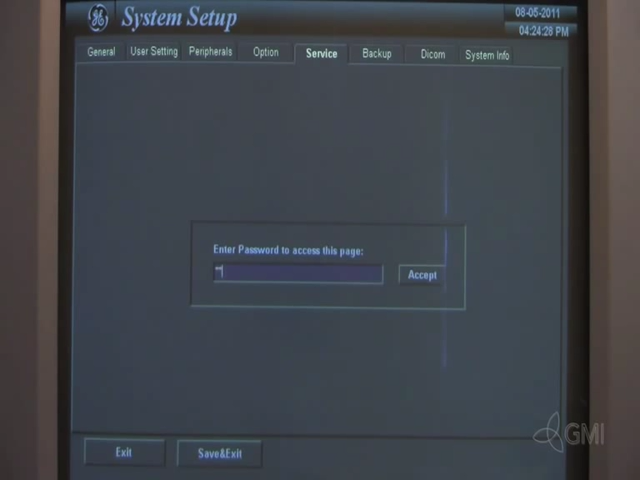 System Setup
08-05-2011
04:24:28 PM
General User Setting Peripherals Option Service Backup Dicom System Info
Enter Password to access this page:
**
Accept
Exit Save&Exit
GMI